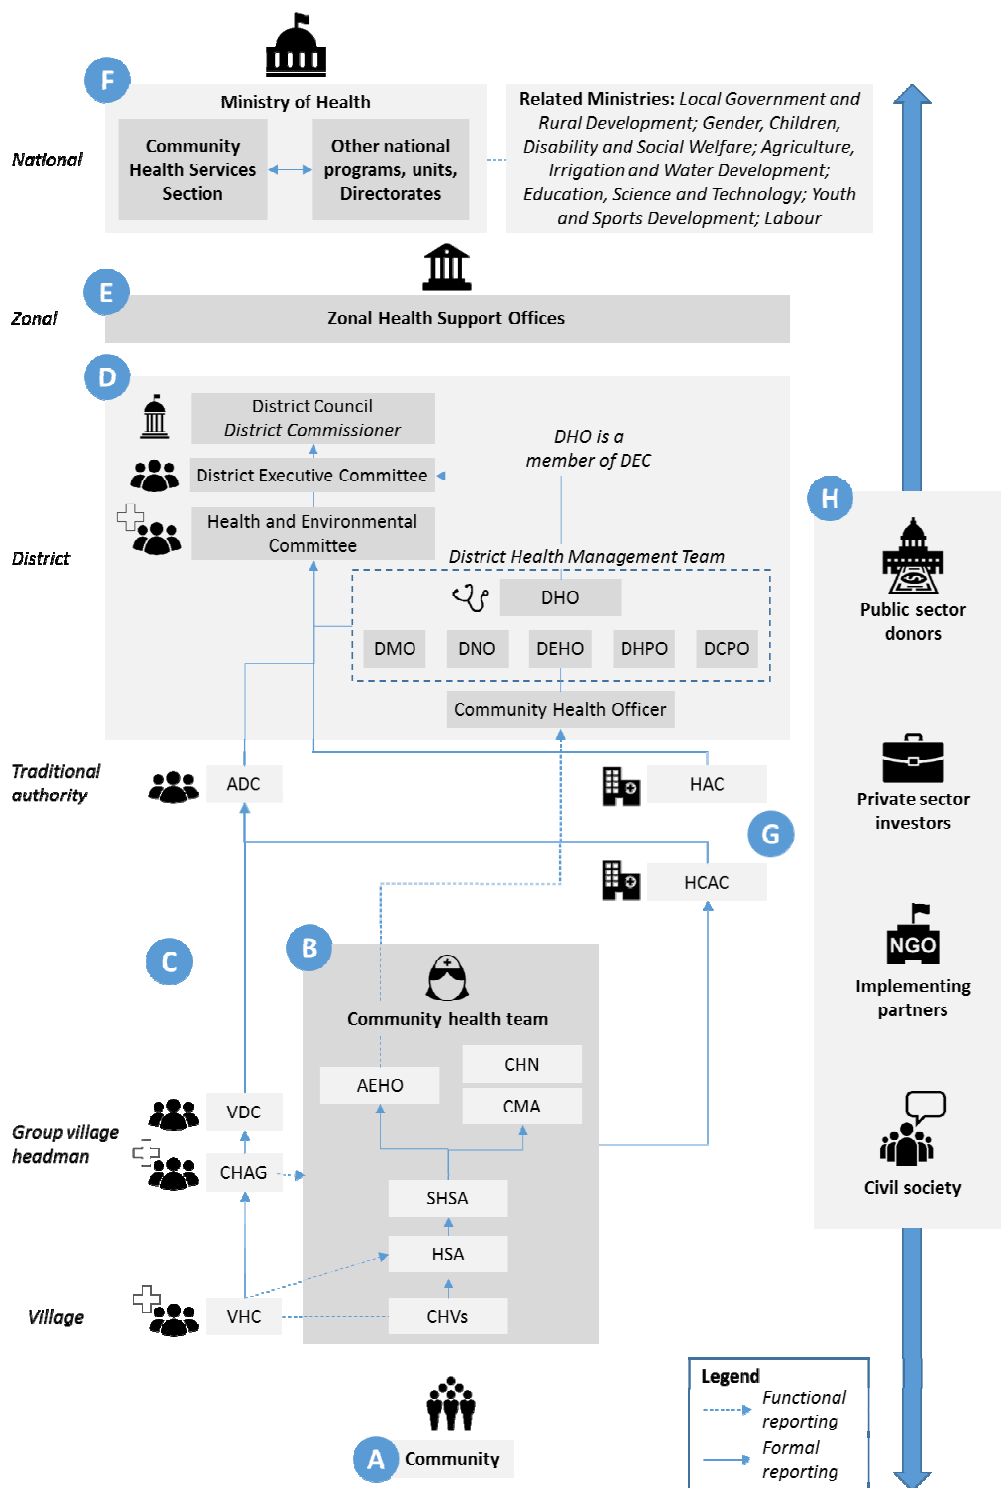 F
Ministry of Health
National
Community
Health Services
Section
Other national
programs, units,
Directorates
Related Ministries: Local Government and
Rural Development; Gender, Children,
Disability and Social Welfare; Agriculture,
Irrigation and Water Development;
Education, Science and Technology; Youth
and Sports Development; Labour
E
Zonal
Zonal Health Support Offices
D
District
District Council
District Commissioner
District Executive Committee
Health and Environmental
Committee
DHO is a
member of DEC
District Health Management Team
DHO
DMO
DNO
DEHO
DHPO
DCPO
Community Health Officer
H
Public sector
donors
Private sector
investors
NGO
Implementing
partners
Civil society
Traditional
authority
ADC
HAC
G
HCAC
C
B
Community health team
AEHO
CHN
CMA
Group village
headman
VDC
CHAG
SHSA
HSA
Village
VHC
CHVs
A
Community
Legend
Functional
reporting
Formal
reporting